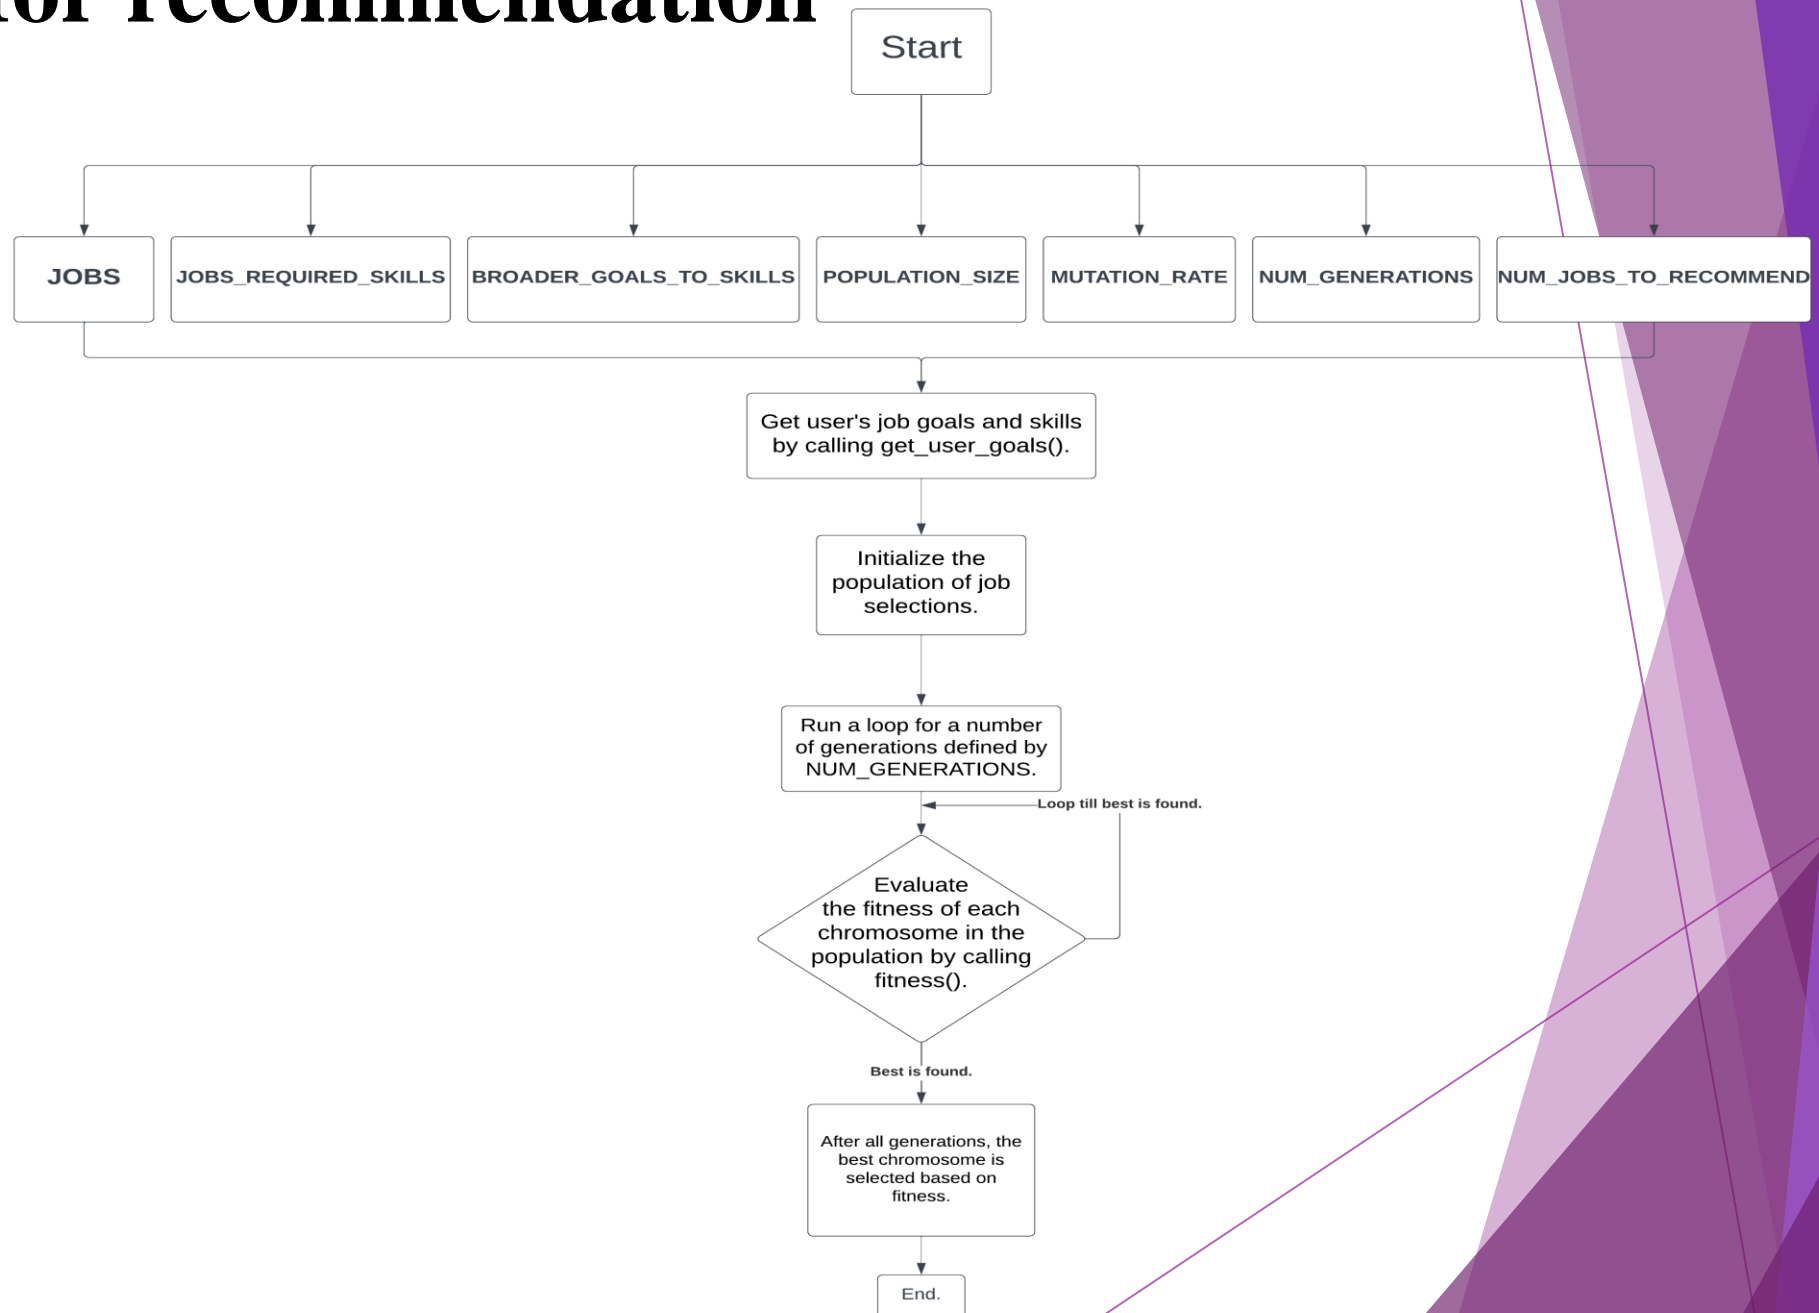 for recommendation
Start
JOBS
JOBS_REQUIRED_SKILLS
BROADER_GOALS_TO_SKILLS
POPULATION_SIZE
MUTATION_RATE
NUM_GENERATIONS
NUM_JOBS_TO_RECOMMEND
Get user's job goals and skills
by calling get_user_goals().
Initialize the
population of job
selections.
Run a loop for a number
of generations defined by
NUM_GENERATIONS.
Loop till best is found.
Evaluate
the fitness of each
chromosome in the
population by calling
fitness().
Best is found.
After all generations, the
best chromosome is
selected based on
fitness.
End.